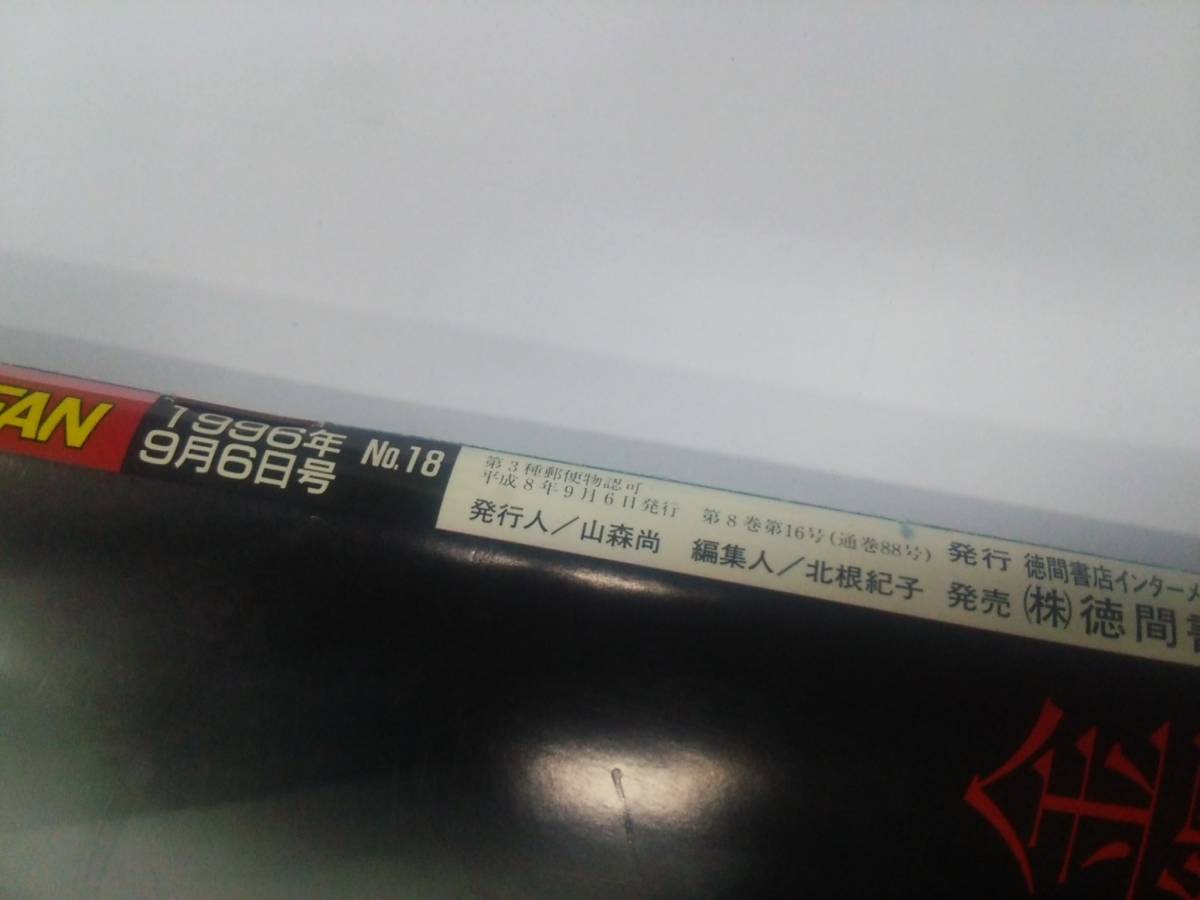 FAN
1996年
9月6日号
No.18
第3種郵便物認可
平成8年9月6日発行 第8巻第16号(通巻88号)
発行人／山森尚 編集人／北根紀子
発行 徳間書店インターメ
発売 ㈱徳間書
金